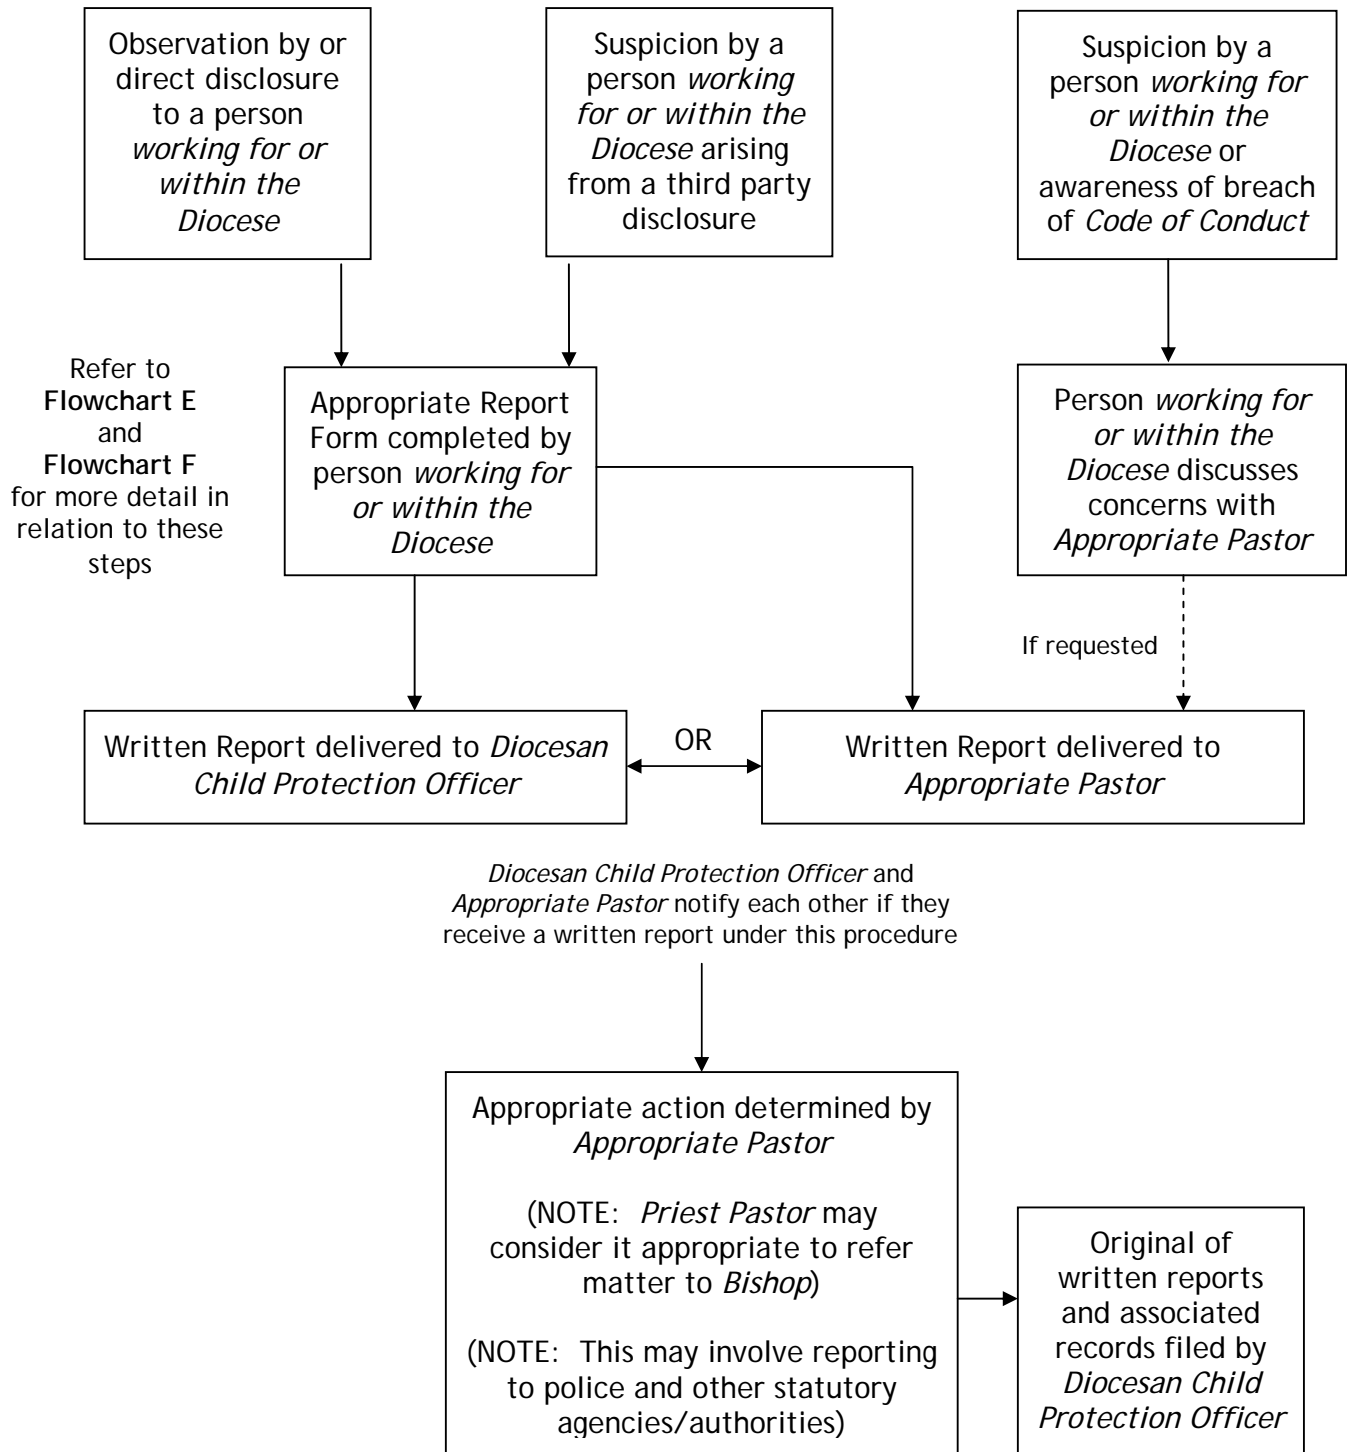 Observation by or
direct disclosure
to a person
working for or
within the
Diocese
Suspicion by a
person working
for or within the
Diocese arising
from a third party
disclosure
Suspicion by a
person working for
or within the
Diocese or
awareness of breach
of Code of Conduct
Refer to
Flowchart E
and
Flowchart F
for more detail in
relation to these
steps
Appropriate Report
Form completed by
person working for
or within the
Diocese
Person working for
or within the
Diocese discusses
concerns with
Appropriate Pastor
If requested
Written Report delivered to Diocesan
Child Protection Officer
OR
Written Report delivered to
Appropriate Pastor
Diocesan Child Protection Officer and
Appropriate Pastor notify each other if they
receive a written report under this procedure
Appropriate action determined by
Appropriate Pastor
(NOTE: Priest Pastor may
consider it appropriate to refer
matter to Bishop)
(NOTE: This may involve reporting
to police and other statutory
agencies/authorities)
Original of
written reports
and associated
records filed by
Diocesan Child
Protection Officer